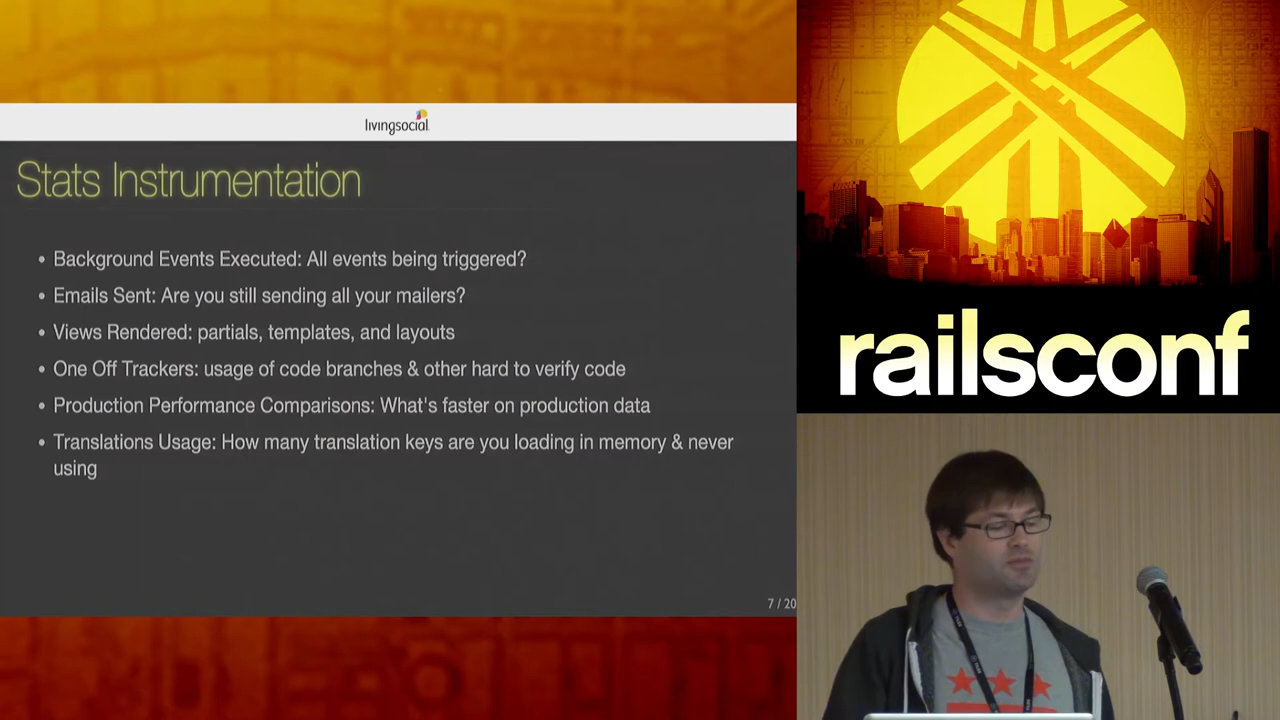 livingsocial
Stats Instrumentation
• Background Events Executed: All events being triggered?
• Emails Sent: Are you still sending all your mailers?
• Views Rendered: partials, templates, and layouts
• One Off Trackers: usage of code branches & other hard to verify code
• Production Performance Comparisons: What's faster on production data
• Translations Usage: How many translation keys are you loading in memory & never
using
7 / 20
railsconf